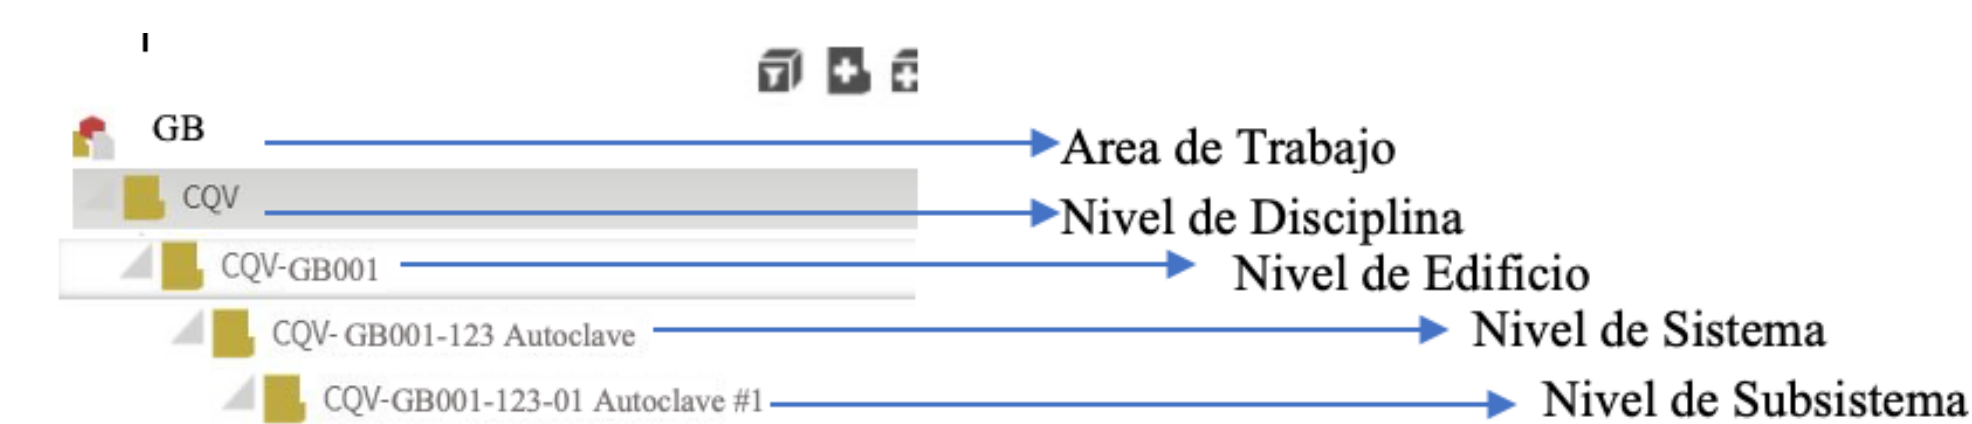 GB
Area de Trabajo
CQV
Nivel de Disciplina
CQV-GB001
Nivel de Edificio
CQV- GB001-123 Autoclave
Nivel de Sistema
CQV-GB001-123-01 Autoclave #1
Nivel de Subsistema